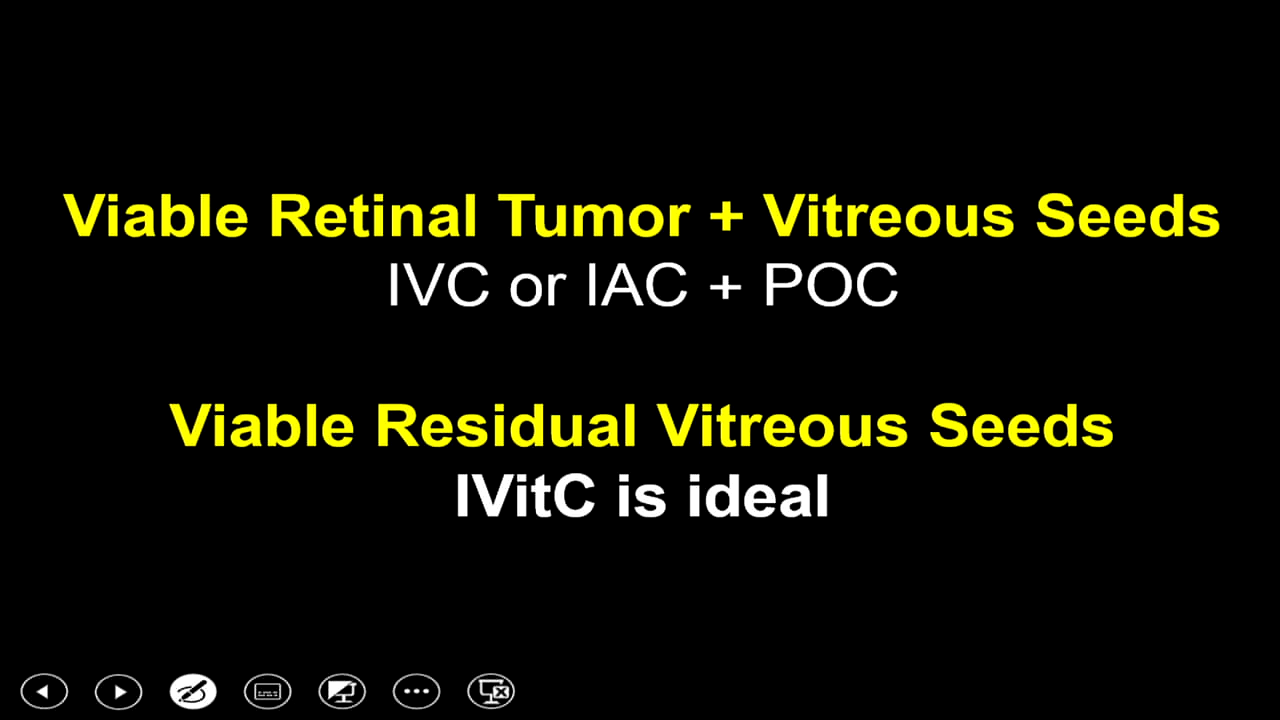 Viable Retinal Tumor + Vitreous Seeds
IVC or IAC + POC
Viable Residual Vitreous Seeds
IVitC is ideal